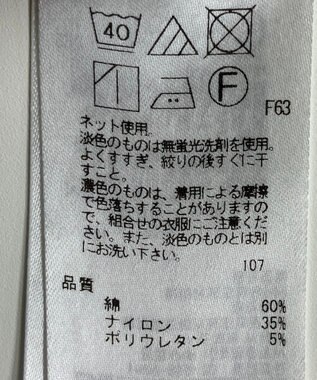 40
F
F63
ネット使用。
淡色のものは無蛍光洗剤を使用。
よくすすぎ、絞りの後すぐに干
すこと。
濃色のものは、着用による摩擦
で色落ちすることがありますの
で、組合せの衣服にご注意くだ
さい。また、淡色のものとは別
にお洗い下さい。
107
品質
綿 60%
ナイロン 35%
ポリウレタン 5%